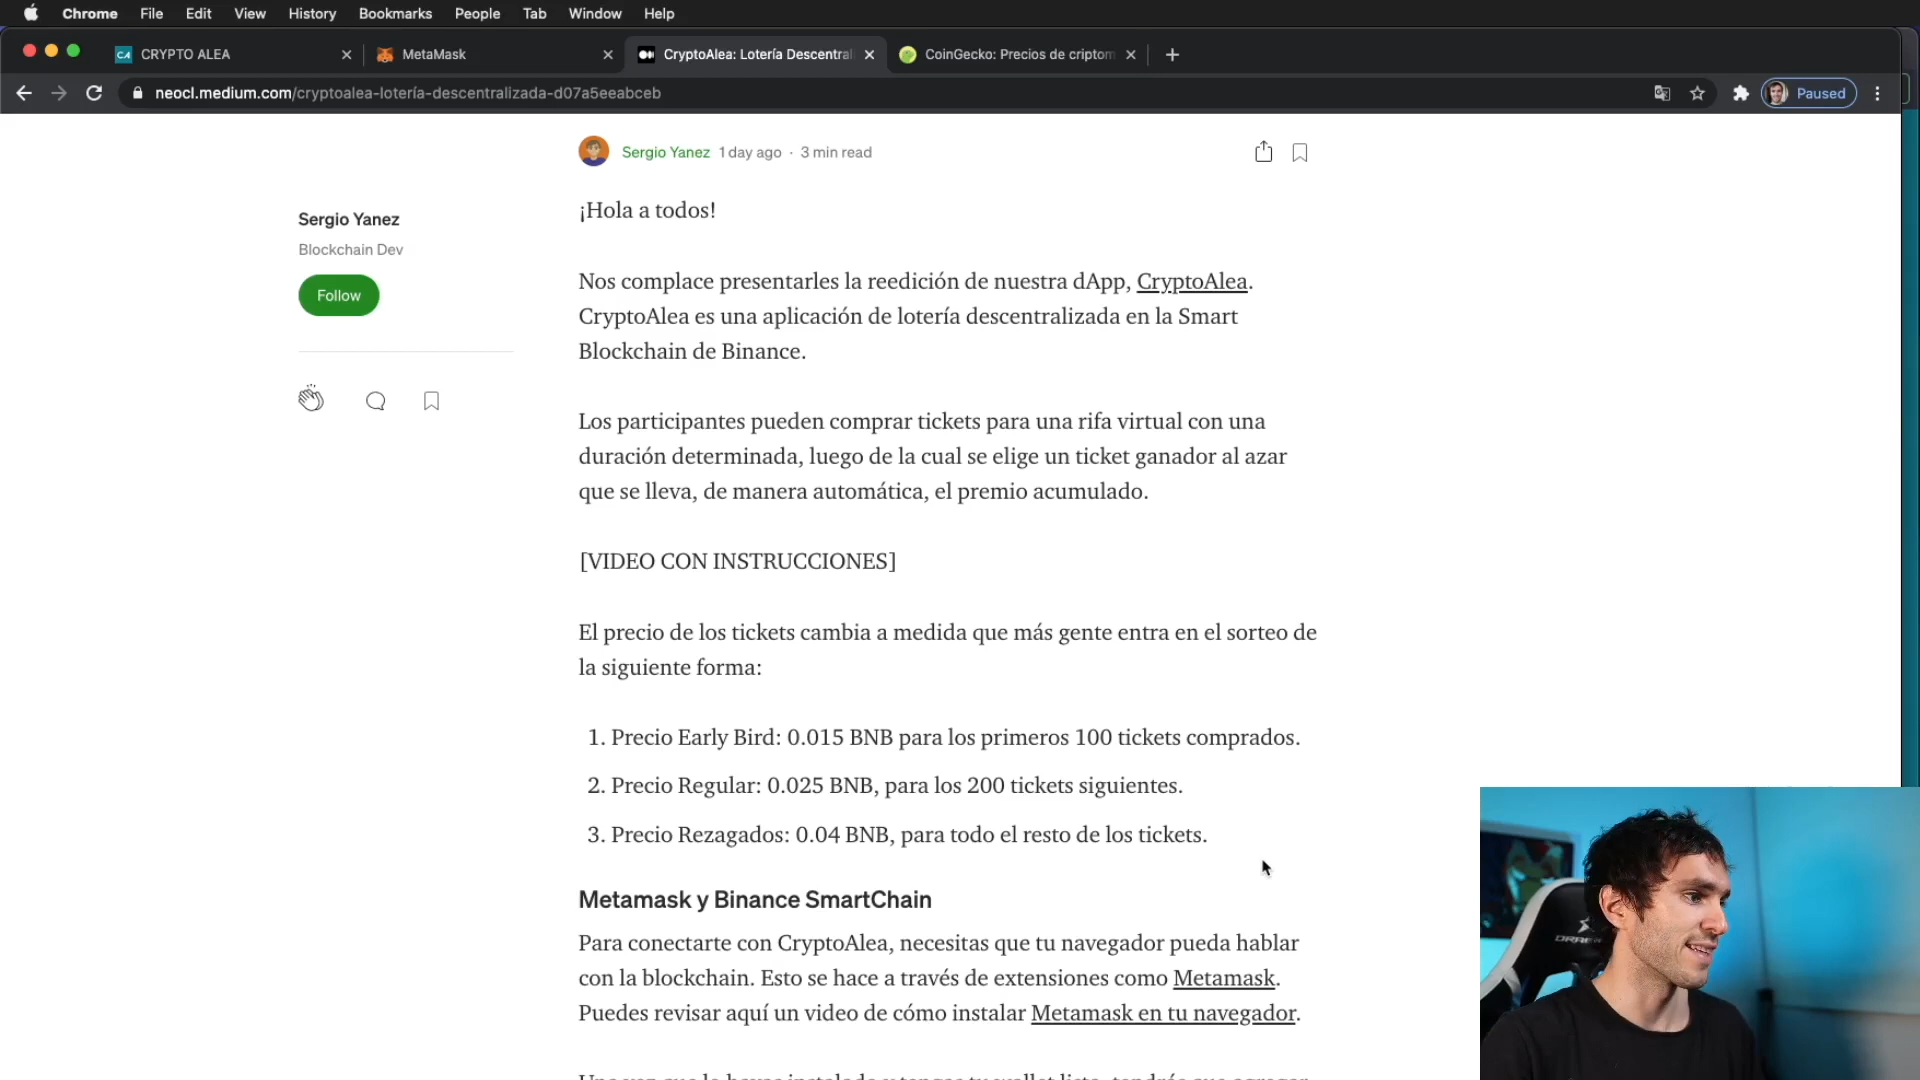 Chrome File Edit View History Bookmarks People Tab Window Help
CA CRYPTO ALEA
MetaMask
CryptoAlea: Lotería Descentral
CoinGecko: Precios de criptom
neocl.medium.com/cryptoalea-lotería-descentralizada-d07a5eeabceb
Paused
Sergio Yanez 1 day ago · 3 min read
Sergio Yanez
Blockchain Dev
Follow
¡Hola a todos!
Nos complace presentarles la reedición de nuestra dApp, CryptoAlea.
CryptoAlea es una aplicación de lotería descentralizada en la Smart
Blockchain de Binance.
Los participantes pueden comprar tickets para una rifa virtual con una
duración determinada, luego de la cual se elige un ticket ganador al azar
que se lleva, de manera automática, el premio acumulado.
[VIDEO CON INSTRUCCIONES]
El precio de los tickets cambia a medida que más gente entra en el sorteo de
la siguiente forma:
1. Precio Early Bird: 0.015 BNB para los primeros 100 tickets comprados.
2. Precio Regular: 0.025 BNB, para los 200 tickets siguientes.
3. Precio Rezagados: 0.04 BNB, para todo el resto de los tickets.
Metamask y Binance SmartChain
Para conectarte con CryptoAlea, necesitas que tu navegador pueda hablar
con la blockchain. Esto se hace a través de extensiones como Metamask.
Puedes revisar aquí un video de cómo instalar Metamask en tu navegador.